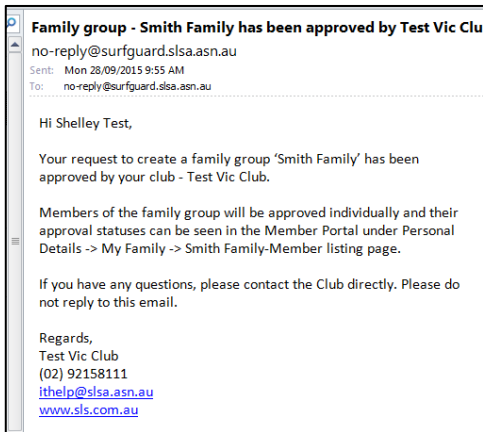 Family group - Smith Family has been approved by Test Vic Clu
no-reply@surfguard.slsa.asn.au
Sent: Mon 28/09/2015 9:55 AM
To: no-reply@surfguard.slsa.asn.au
Hi Shelley Test,
Your request to create a family group ‘Smith Family’ has been
approved by your club - Test Vic Club.
Members of the family group will be approved individually and their
approval statuses can be seen in the Member Portal under Personal
Details -> My Family -> Smith Family-Member listing page.
If you have any questions, please contact the Club directly. Please do
not reply to this email.
Regards,
Test Vic Club
(02) 92158111
ithelp@slsa.asn.au
www.sls.com.au